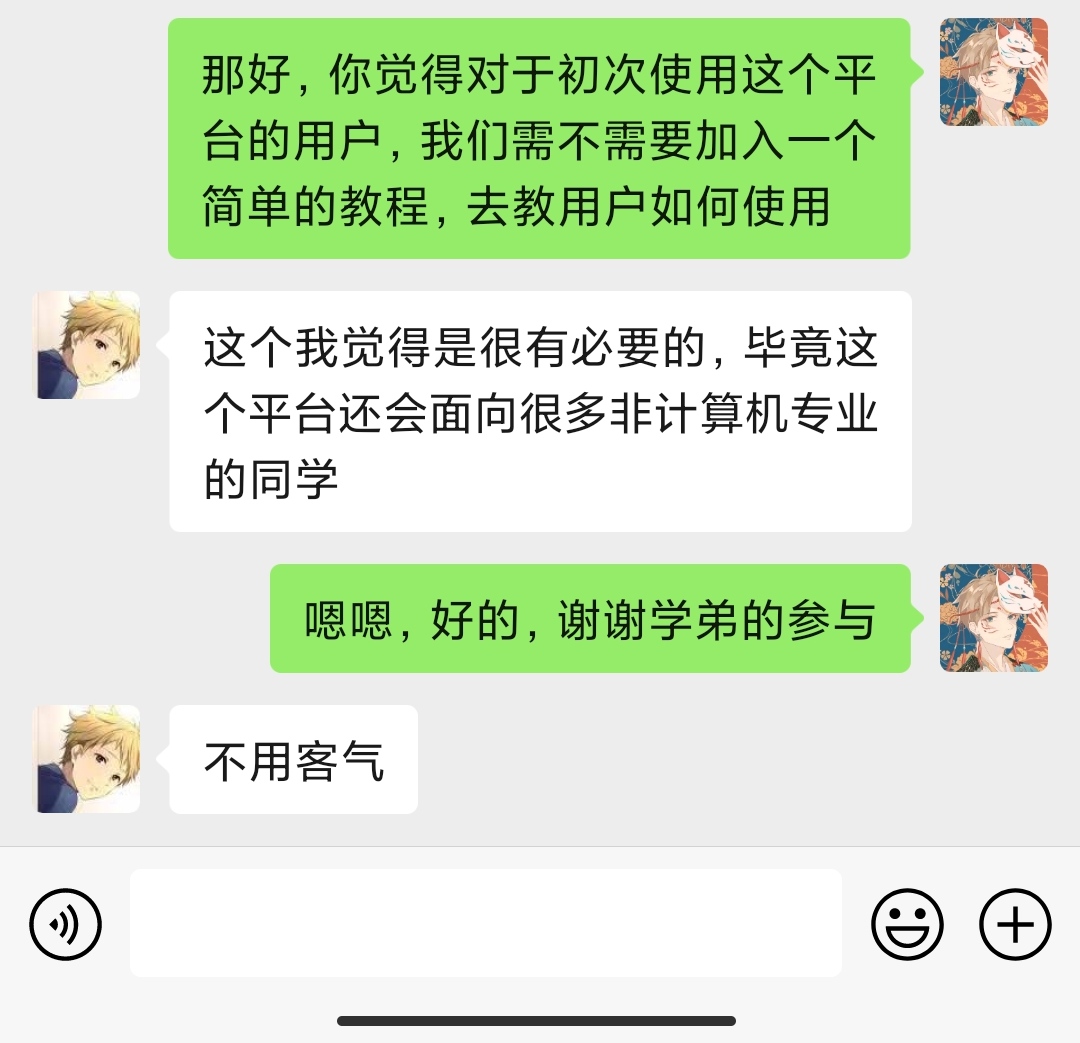 那好，你觉得对于初次使用这个平
台的用户，我们需不需要加入一个
简单的教程，去教用户如何使用
这个我觉得是很有必要的，毕竟这
个平台还会面向很多非计算机专业
的同学
嗯嗯，好的，谢谢学弟的参与
不用客气